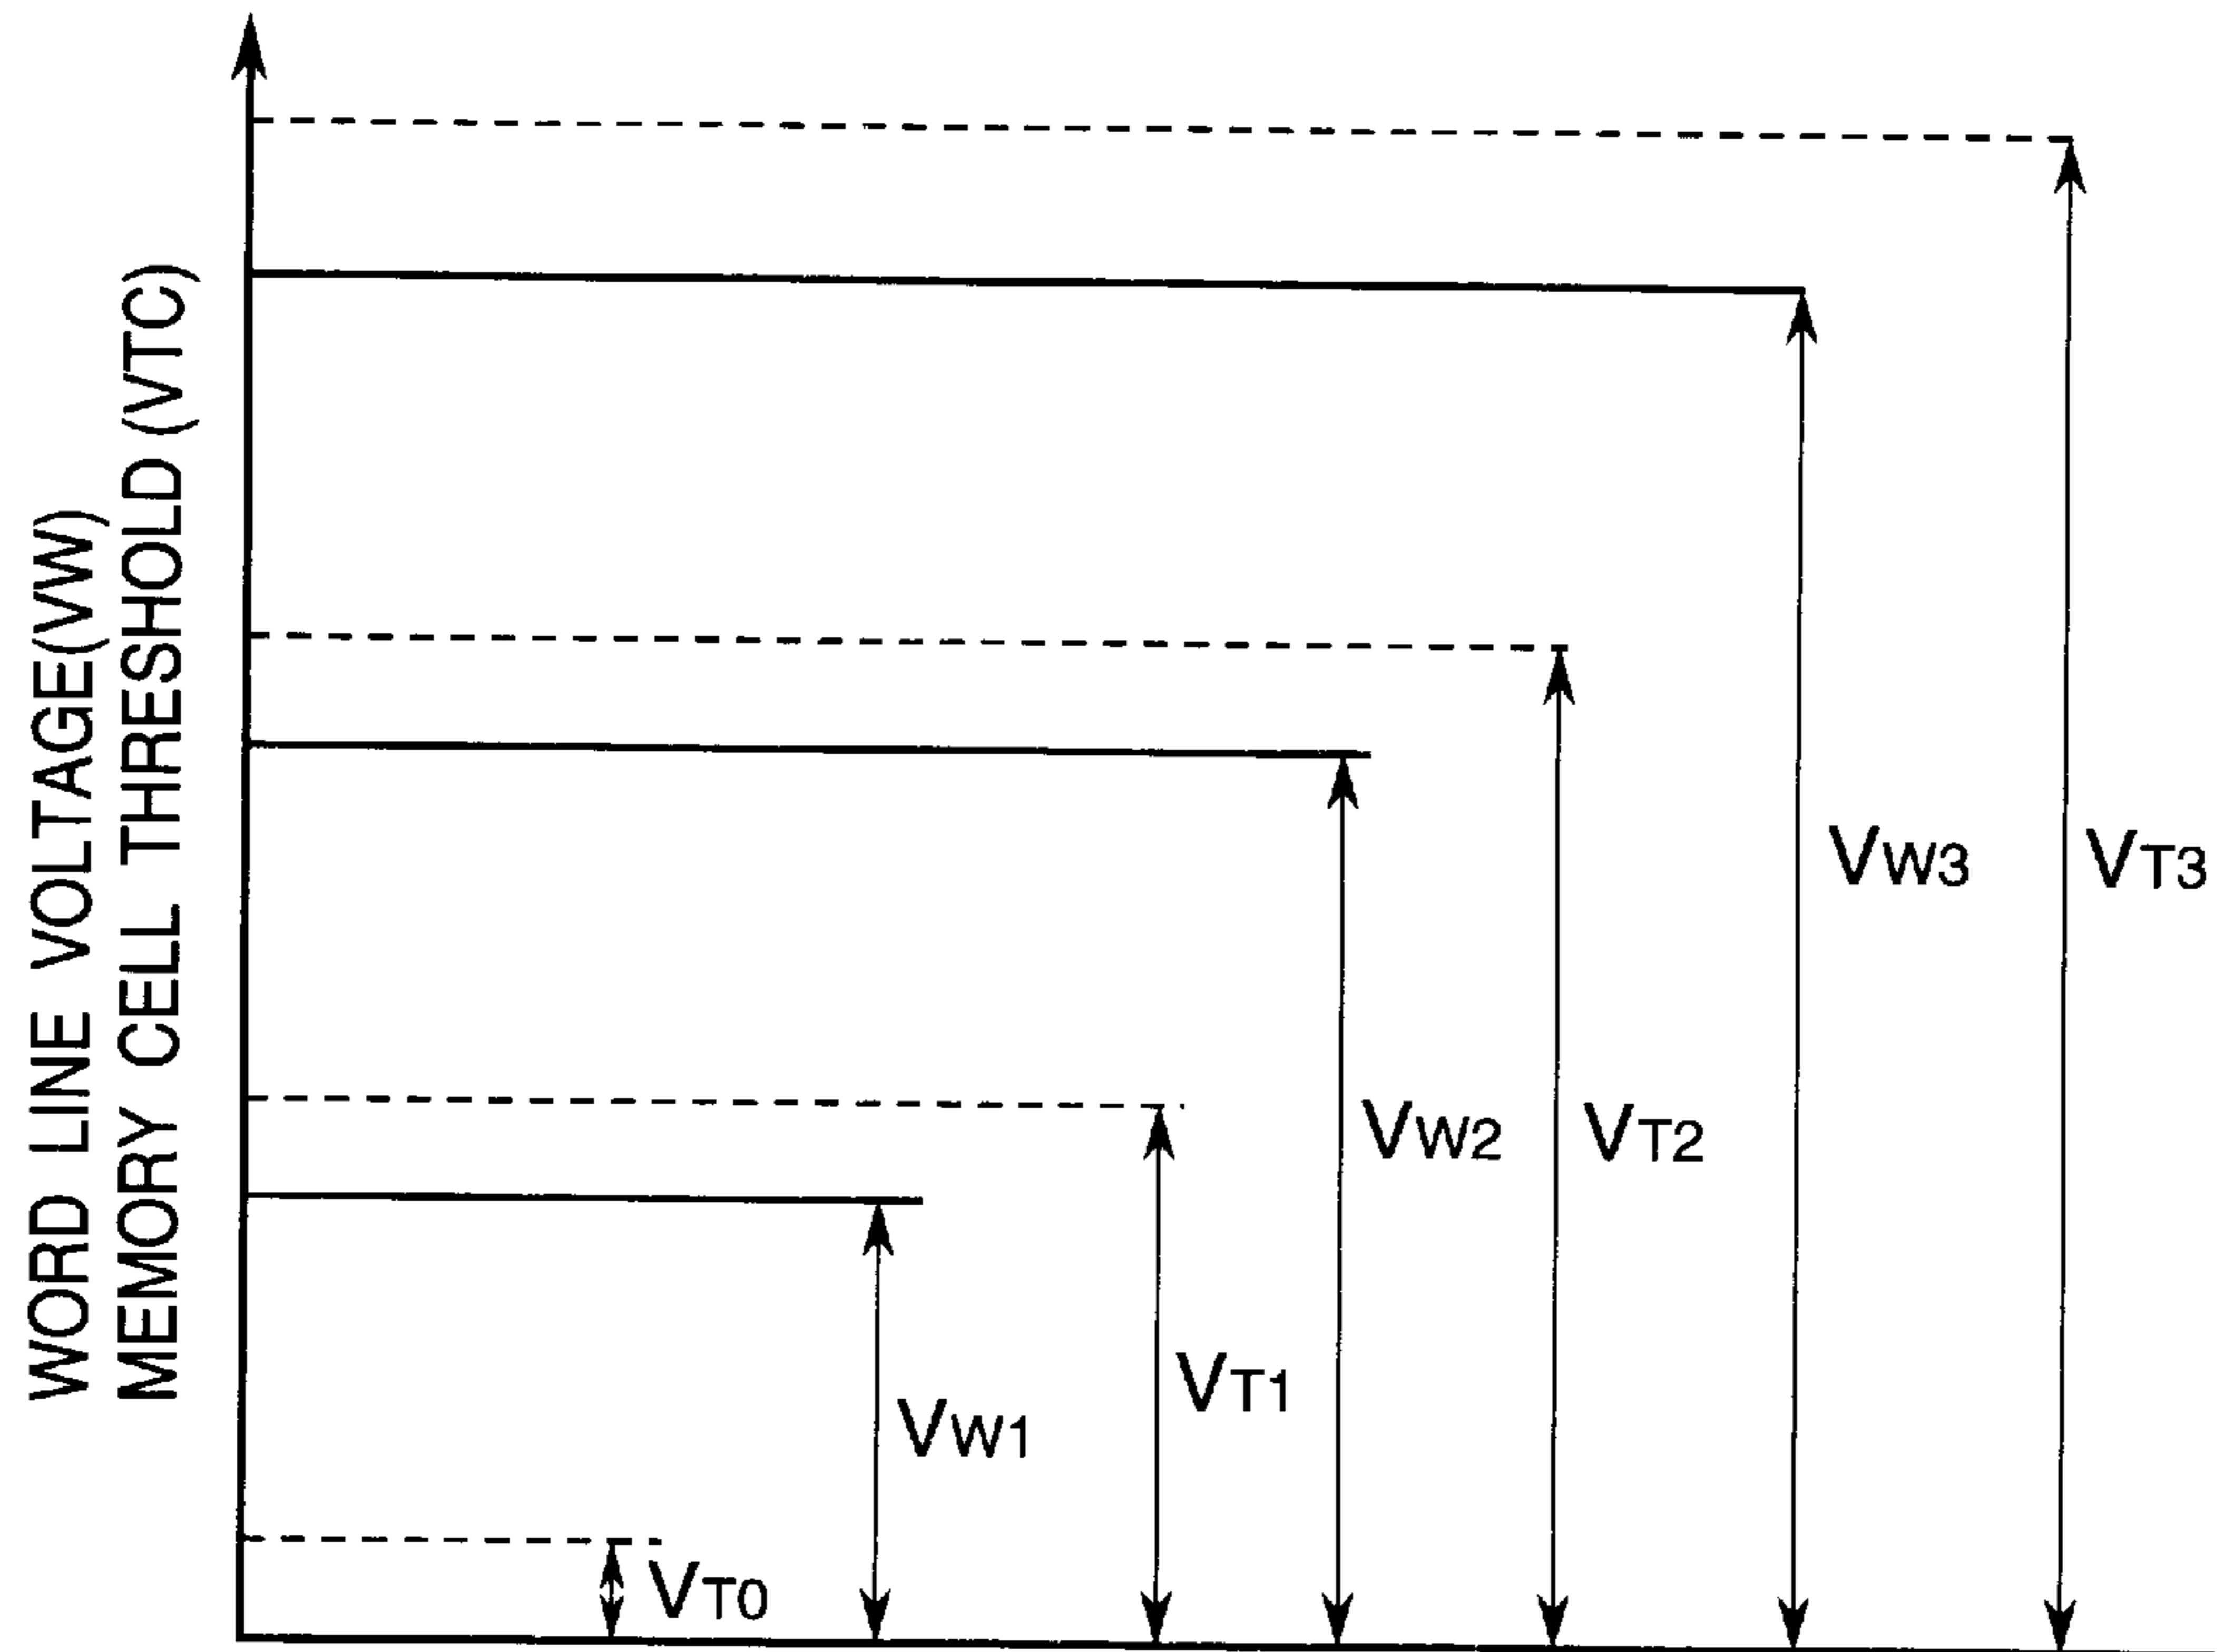 WORD LINE VOLTAGE(VW)
MEMORY CELL THRESHOLD (VTC)
VW3
VT3
VW2
VT2
VT1
VW1
VT0